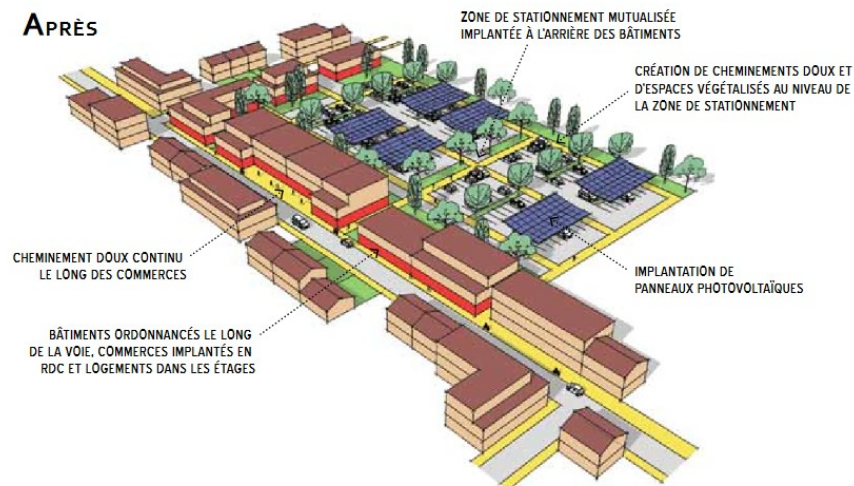 APRÈS
ZONE DE STATIONNEMENT MUTUALISÉE
IMPLANTÉE À L'ARRIÈRE DES BÂTIMENTS
CRÉATION DE CHEMINEMENTS DOUX ET
D'ESPACES VÉGÉTALISÉS AU NIVEAU DE
LA ZONE DE STATIONNEMENT
CHEMINEMENT DOUX CONTINU
LE LONG DES COMMERCES
IMPLANTATION DE
PANNEAUX PHOTOVOLTAÏQUES
BÂTIMENTS ORDONNANCÉS LE LONG
DE LA VOIE, COMMERCES IMPLANTÉS EN
RDC ET LOGEMENTS DANS LES ÉTAGES